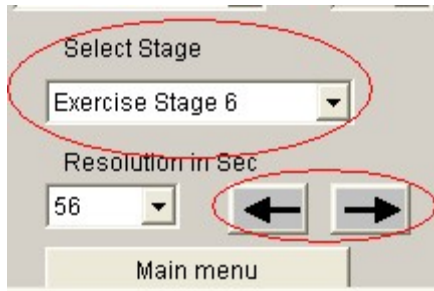 Select Stage
Exercise Stage 6
Resolution in Sec
56
Main menu